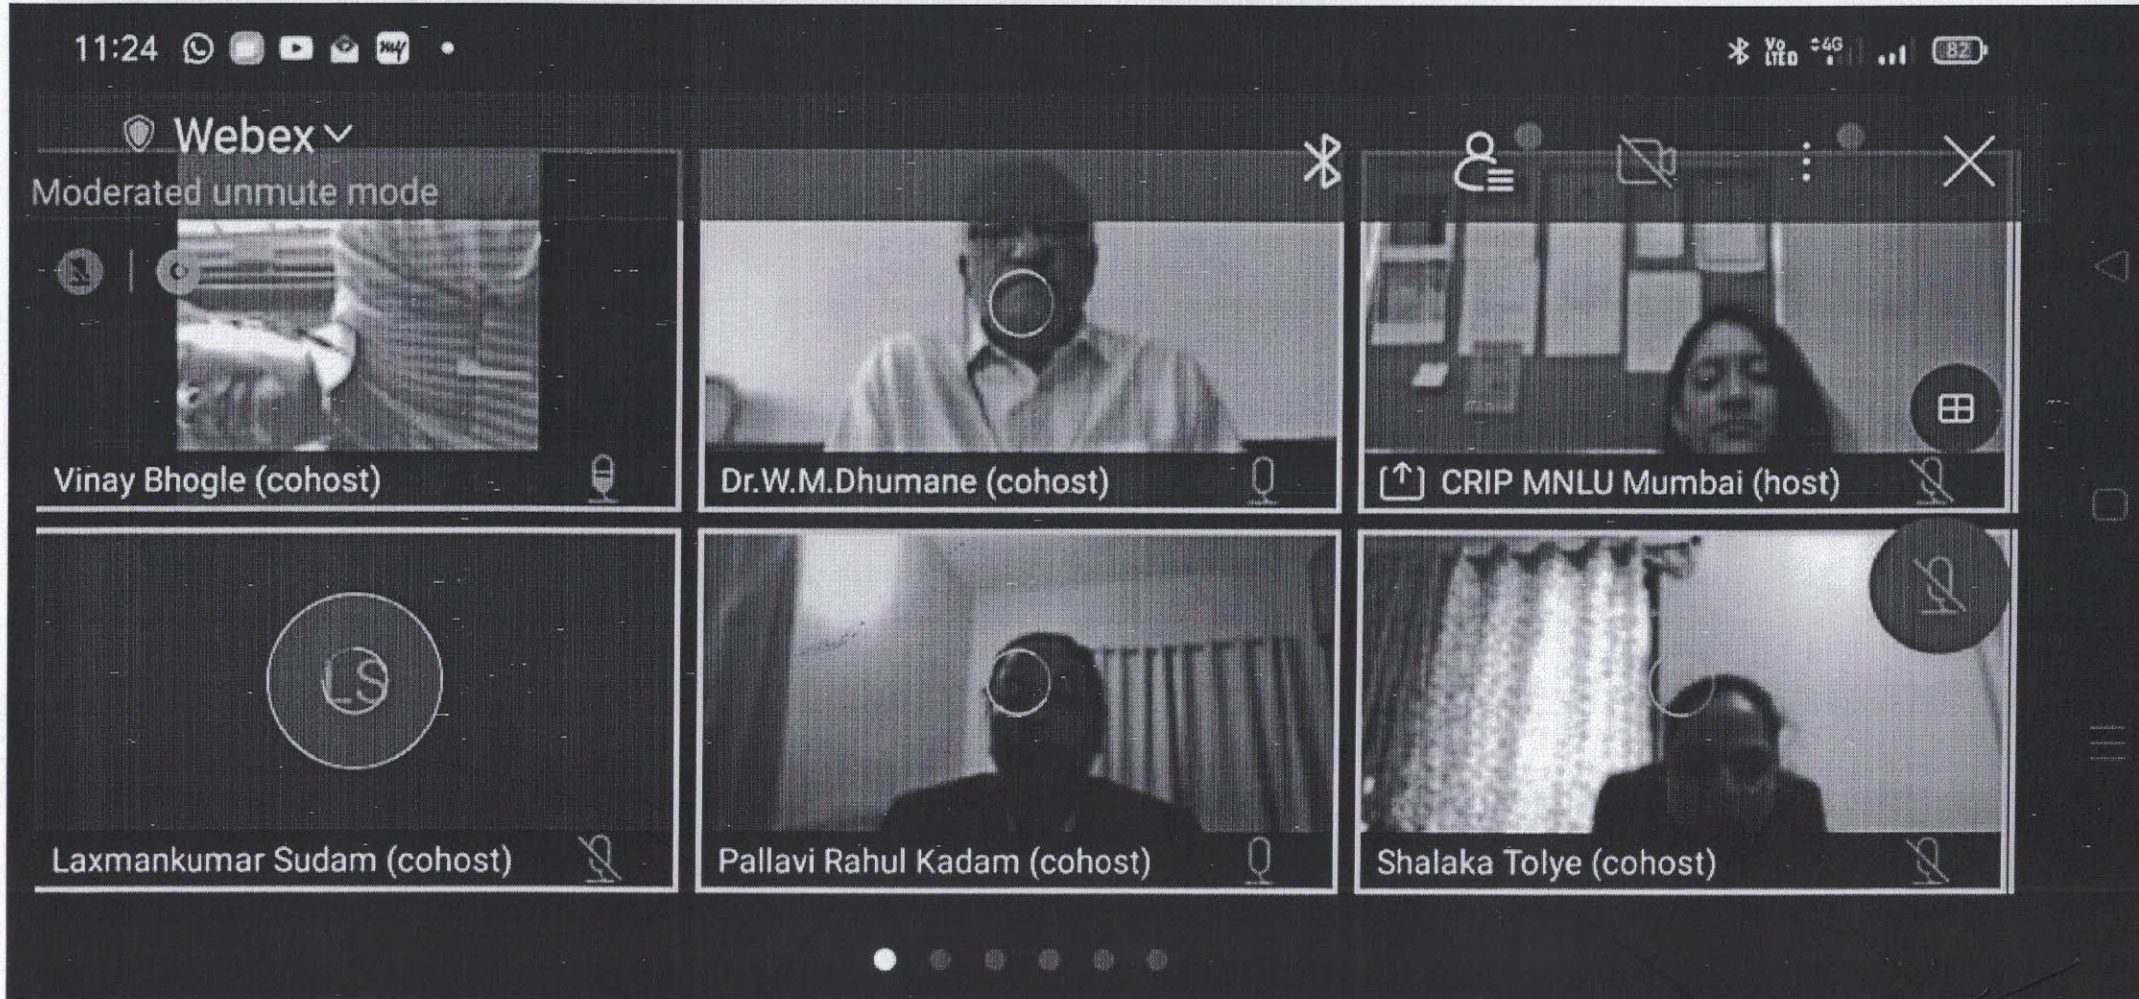 11:24
4G
82
Webex
Moderated unmute mode
Vinay Bhogle (cohost)
Dr.W.M.Dhumane (cohost)
CRIP MNLU Mumbai (host)
LS
Laxmankumar Sudam (cohost)
Pallavi Rahul Kadam (cohost)
Shalaka Tolye (cohost)